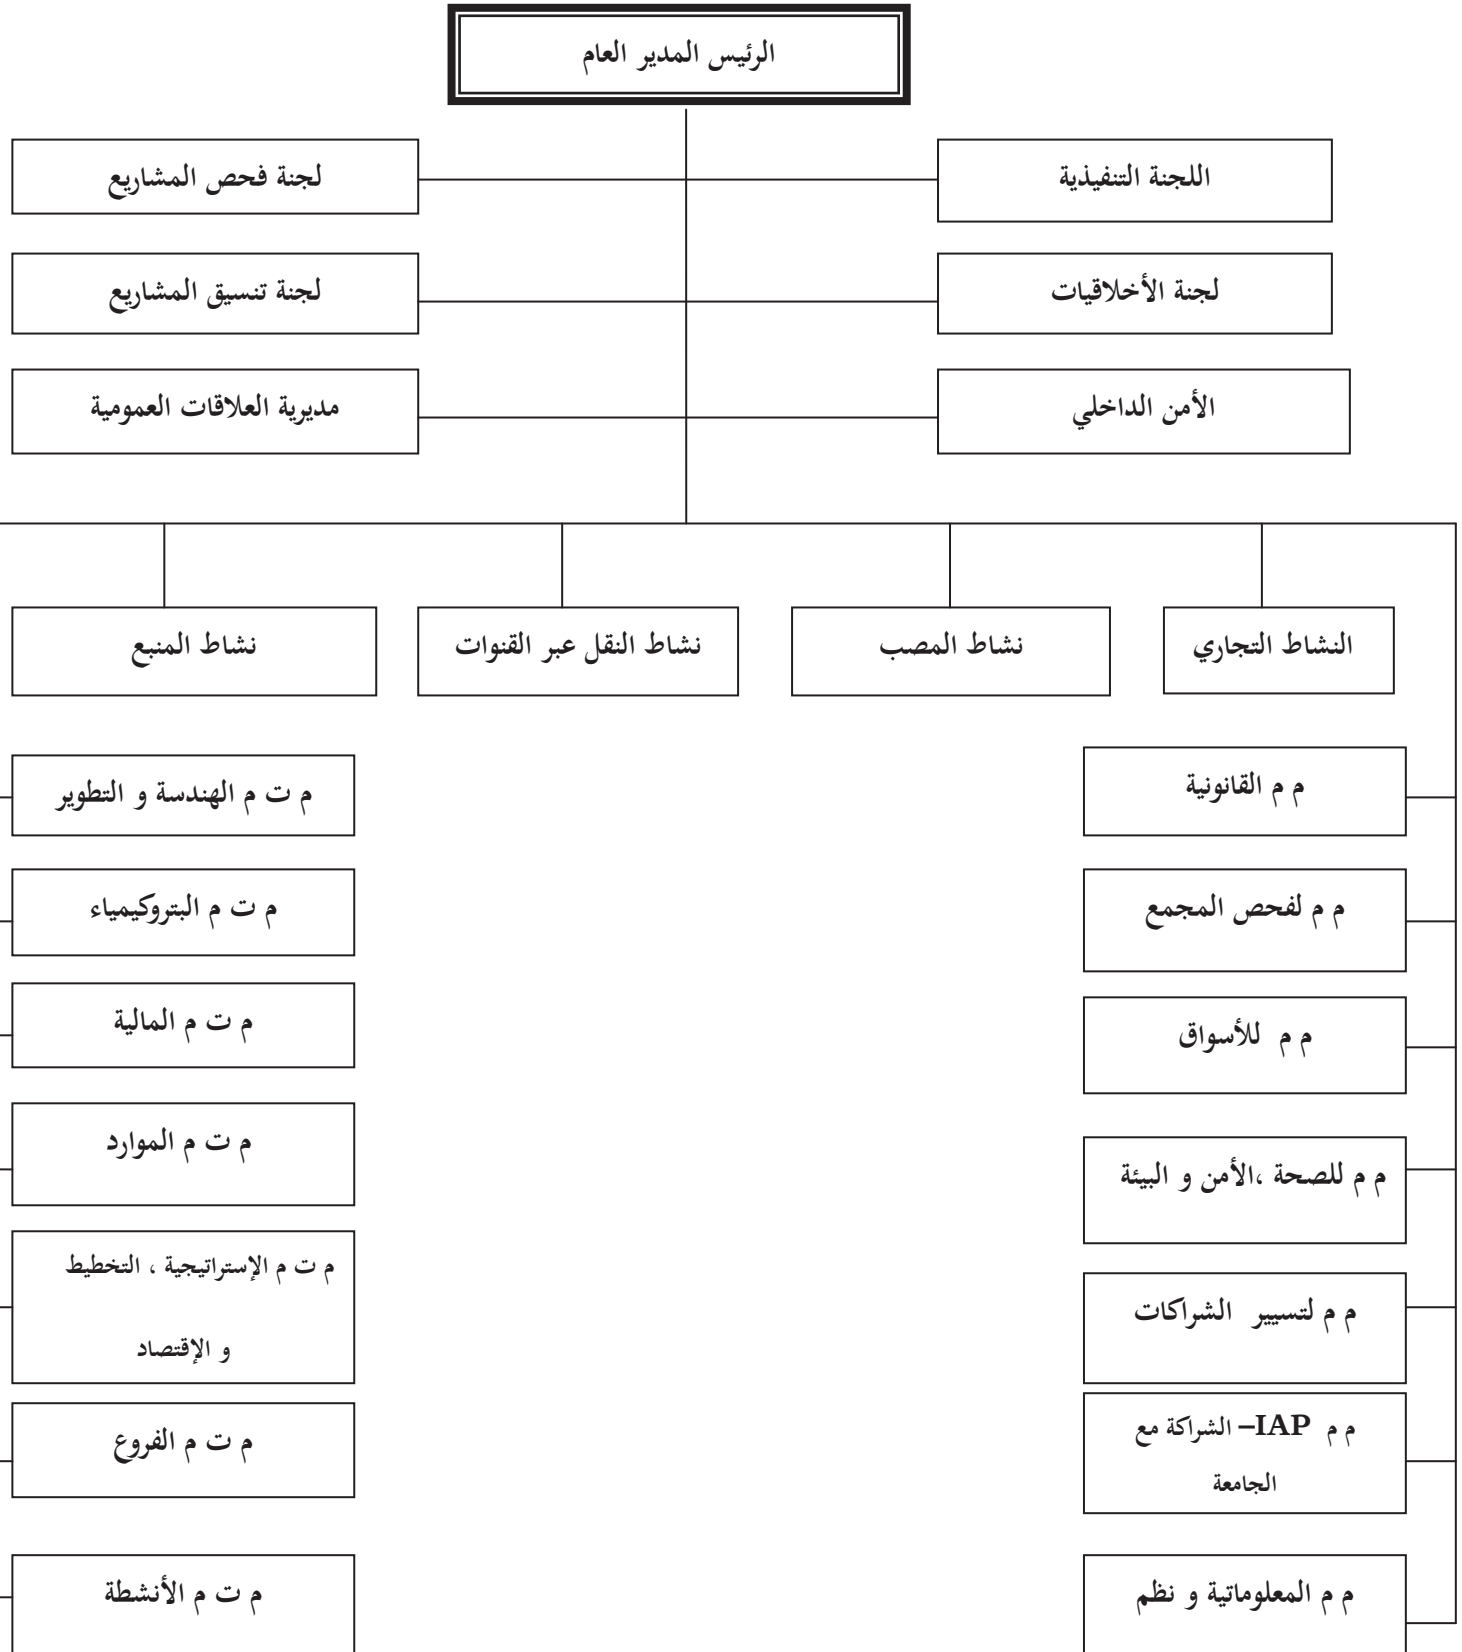 الرئيس المدير العام
اللجنة التنفيذية
لجنة فحص المشاريع
لجنة الأخلاقيات
لجنة تنسيق المشاريع
الأمن الداخلي
مديرية العلاقات العمومية
النشاط التجاري
نشاط المصب
نشاط النقل عبر القنوات
نشاط المنبع
م م القانونية
م م لفحص المجمع
م م للأسواق
م م للصحة ،الأمن و البيئة
م م لتسيير الشراكات
م م IAP– الشراكة مع
الجامعة
م م المعلوماتية و نظم
م ت م الهندسة و التطوير
م ت م البتروكيمياء
م ت م المالية
م ت م الموارد
م ت م الإستراتيجية ، التخطيط
و الإقتصاد
م ت م الفروع
م ت م الأنشطة